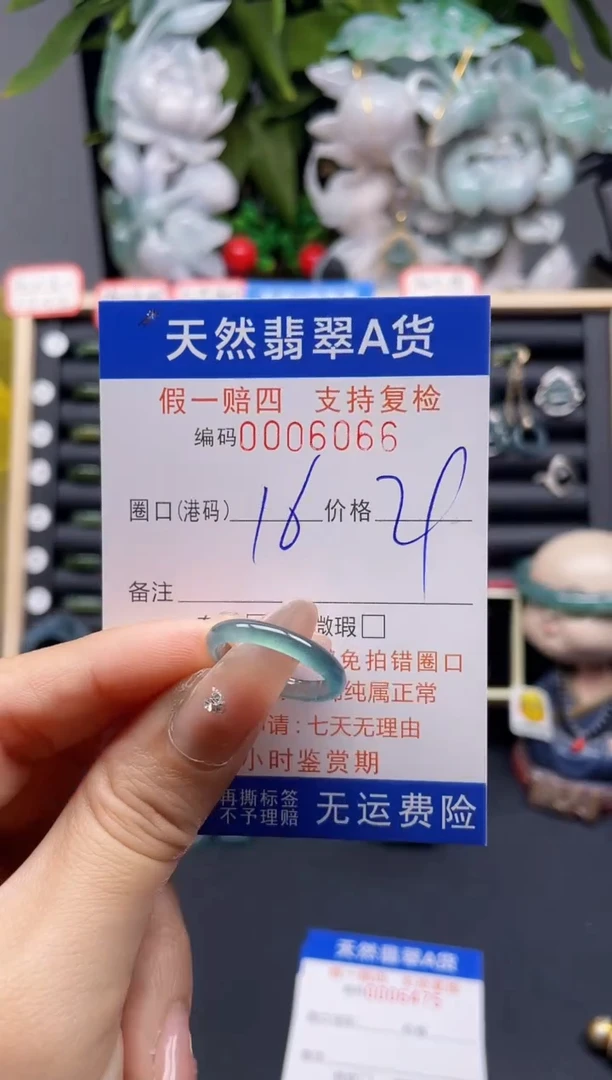 天然翡翠A货
假一赔四 支持复检
编码0006066
圈口(港码) 16 价格
备注
微瑕□
免拍错圈口
纯属正常
请:七天无理由
小时鉴赏期
再撕标签
不予理赔
无运费险
天然翡翠A货
0006475